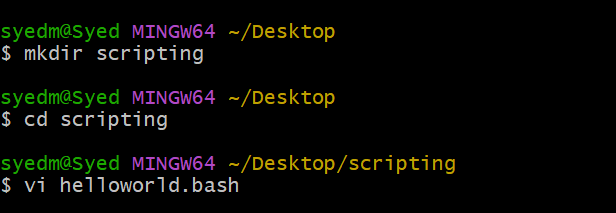 syedm@Syed MINGW64 ~/Desktop
$ mkdir scripting
syedm@Syed MINGW64 ~/Desktop
$ cd scripting
syedm@Syed MINGW64 ~/Desktop/scripting
$ vi helloworld.bash